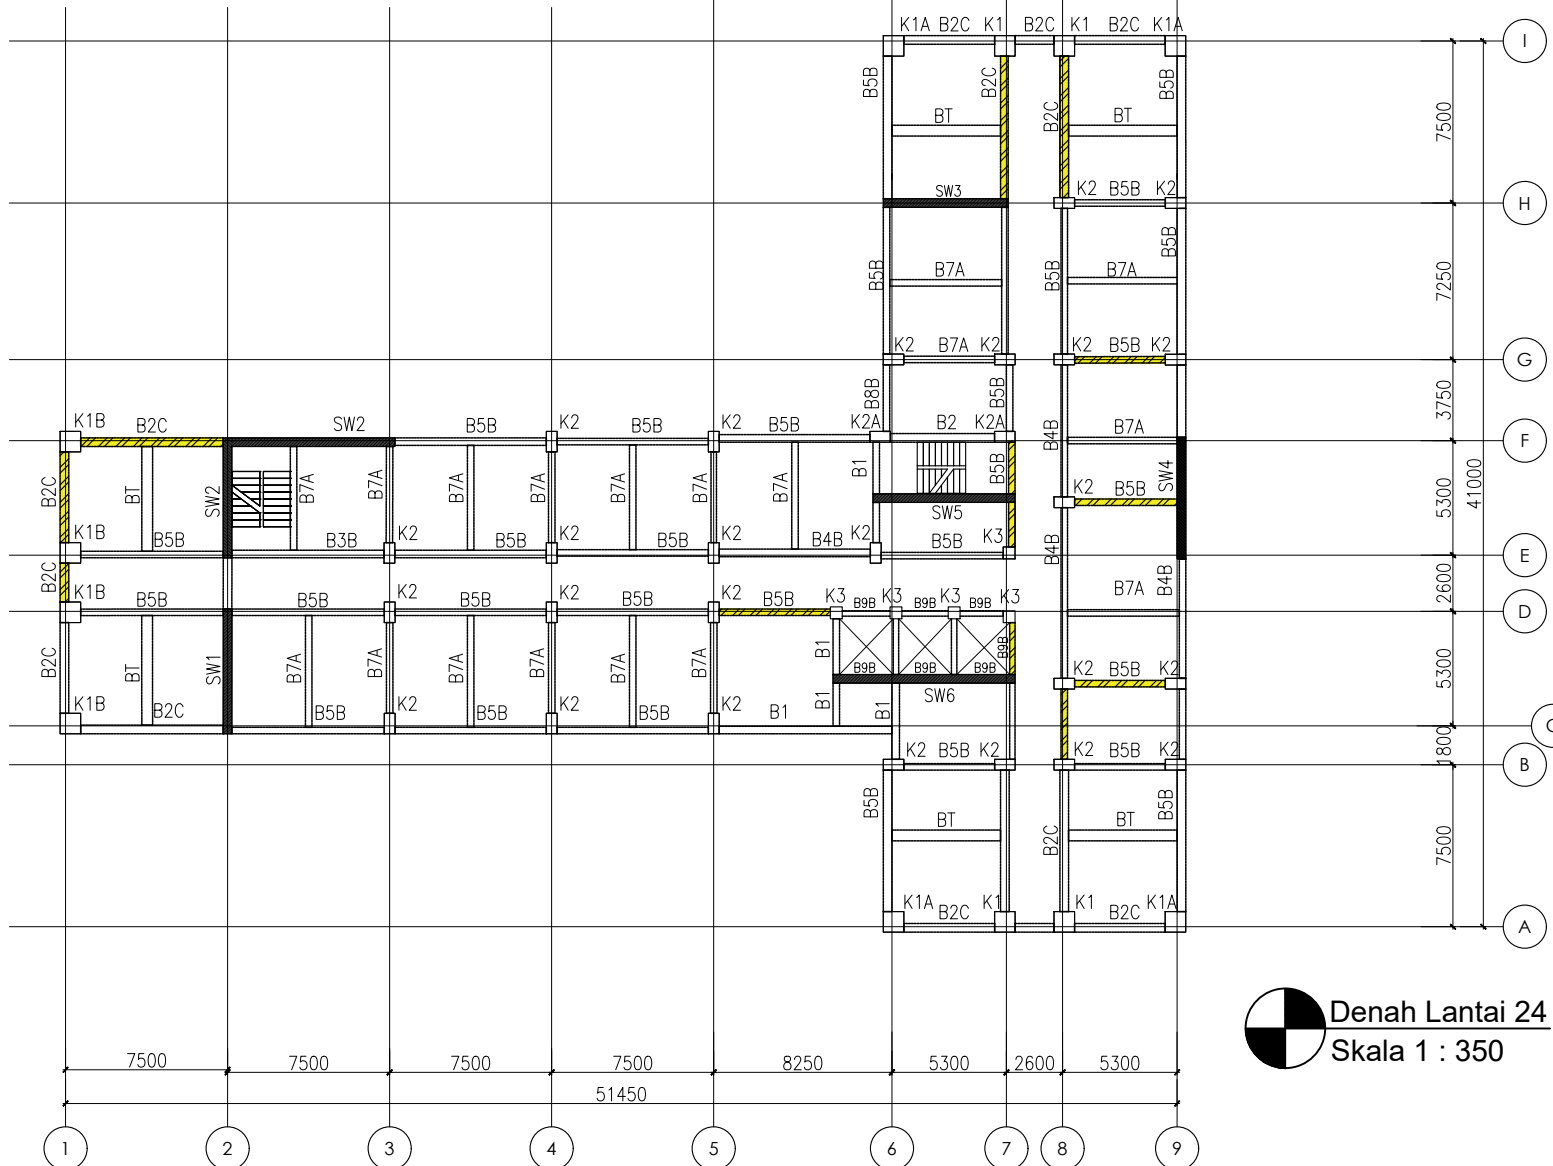 K1A B2C K1 B2C K1 B2C K1A
I
B5B B2C B2C B5B
7500
BT BT
K2 B5B K2
SW3
H
B5B B5B B5B
7250
41000
B7A B7A
K2 B7A K2 K2 B5B K2
G
B8B B5B
3750
K1B B2C SW2 B5B K2 B5B K2 B5B K2A B2 K2A B4B B7A
F
B2C BT SW2 B7A B7A B7A B7A B7A B7A B7A B1 B5B SW4
K2 B5B
5300
SW5
K1B B5B B3B K2 B5B K2 B5B K2 B4B K2 B5B K3
E
B2C B4B B7A B4B
2600
K1B B5B B5B K2 B5B K2 B5B K2 B5B K3 B9B K3 B9B K3 B9B K3
D
B2C BT SW1 B7A B7A B7A B7A B7A B1 B9B
B9B B9B B9B
K2 B5B K2
5300
SW6
K1B B2C B5B K2 B5B K2 B5B K2 B1 B1 B1
C
1800
K2 B5B K2 K2 B5B K2
B
B5B B2C B5B
BT BT
7500
K1A B2C K1 K1 B2C K1A
A
Denah Lantai 24
Skala 1 : 350
7500 7500 7500 7500 8250 5300 2600 5300
51450
1 2 3 4 5 6 7 8 9